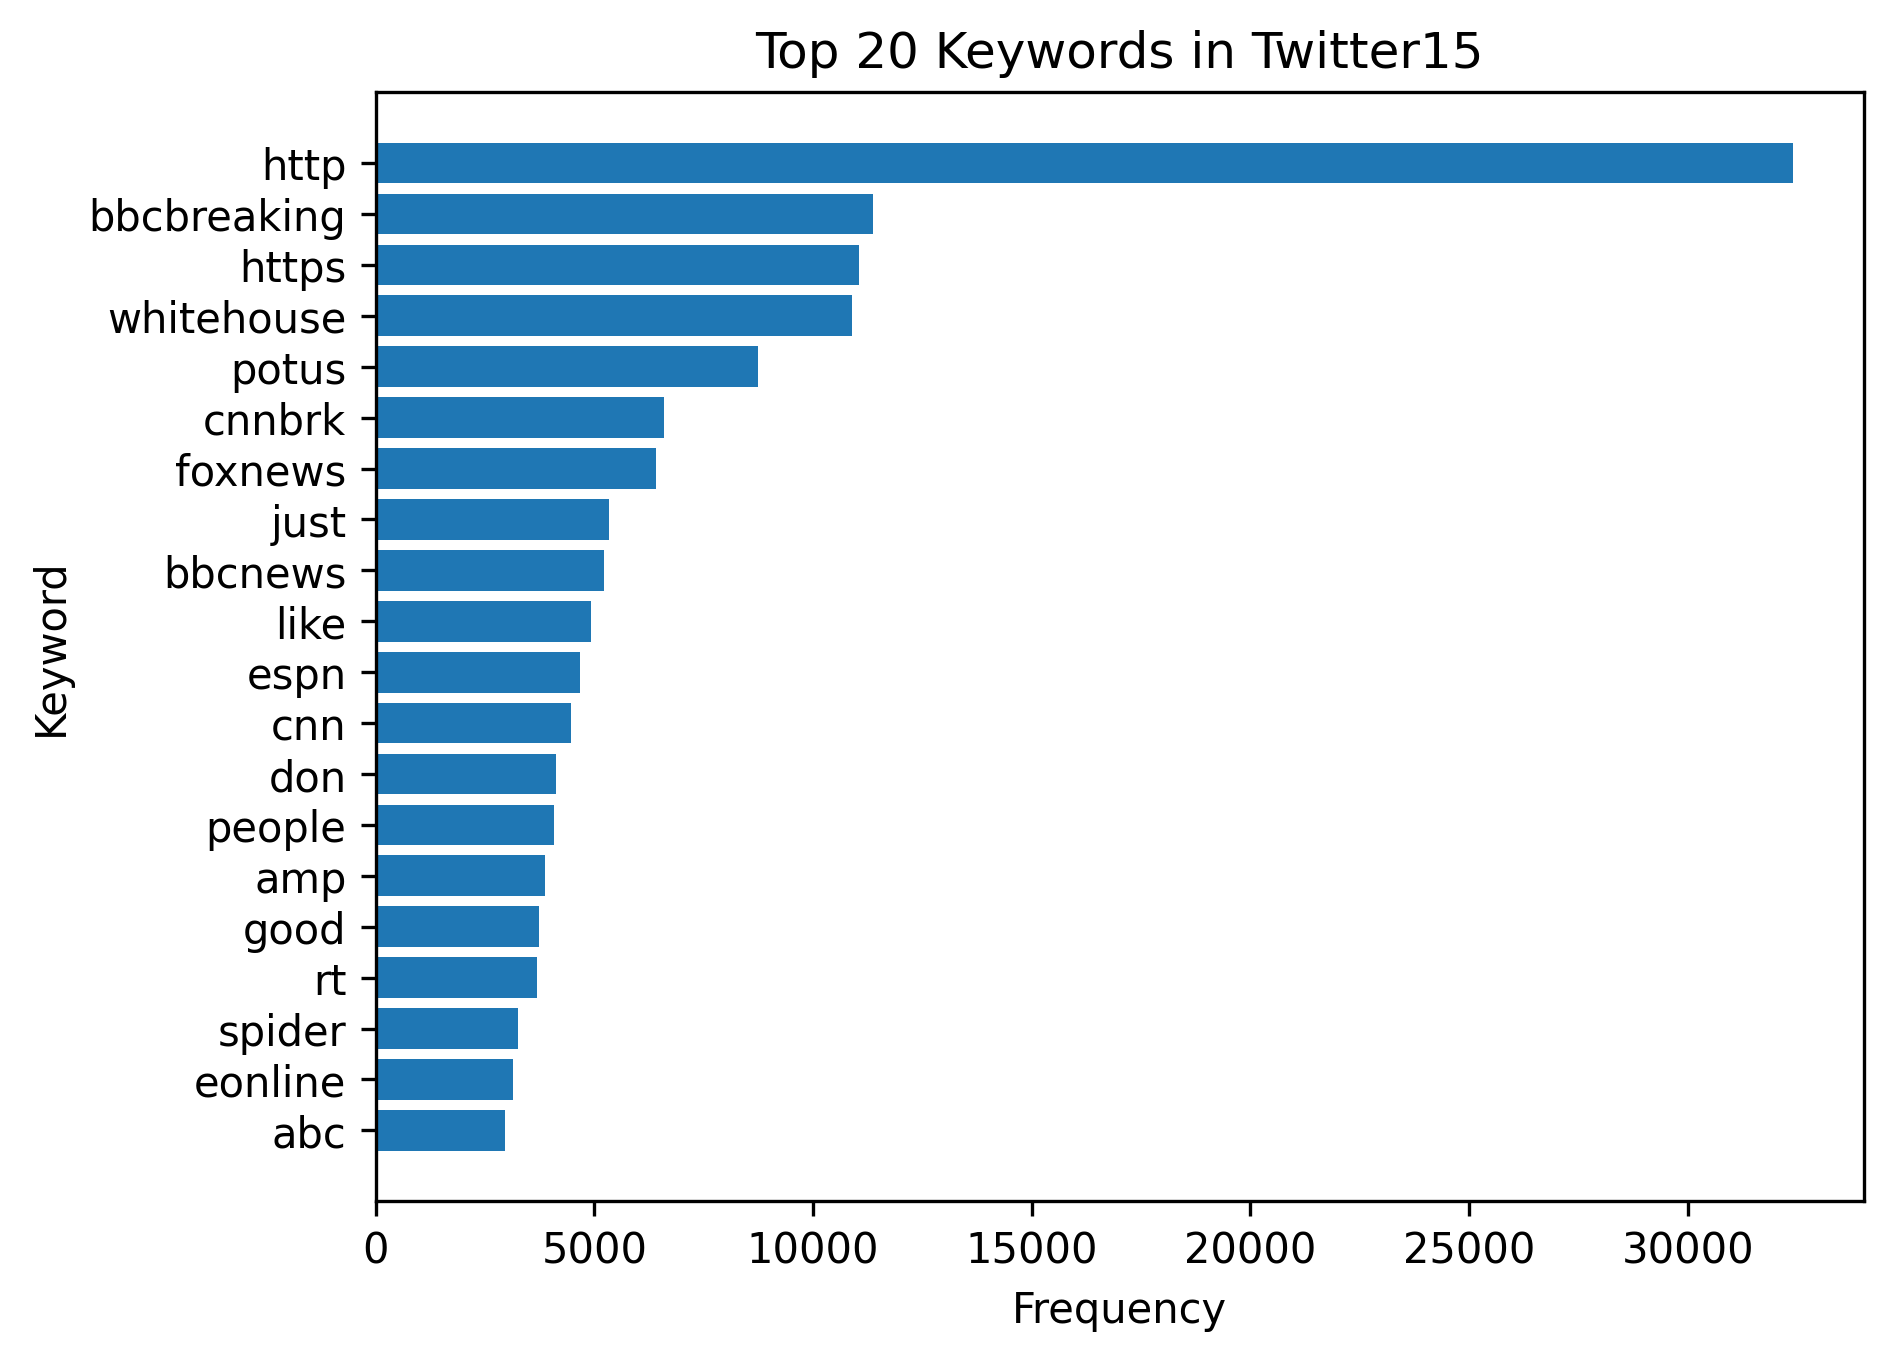 Top 20 Keywords in Twitter15
http
bbcbreaking
https
whitehouse
potus
cnnbrk
foxnews
just
bbcnews
like
espn
cnn
don
people
amp
good
rt
spider
eonline
abc
Keyword
0 5000 10000 15000 20000 25000 30000
Frequency